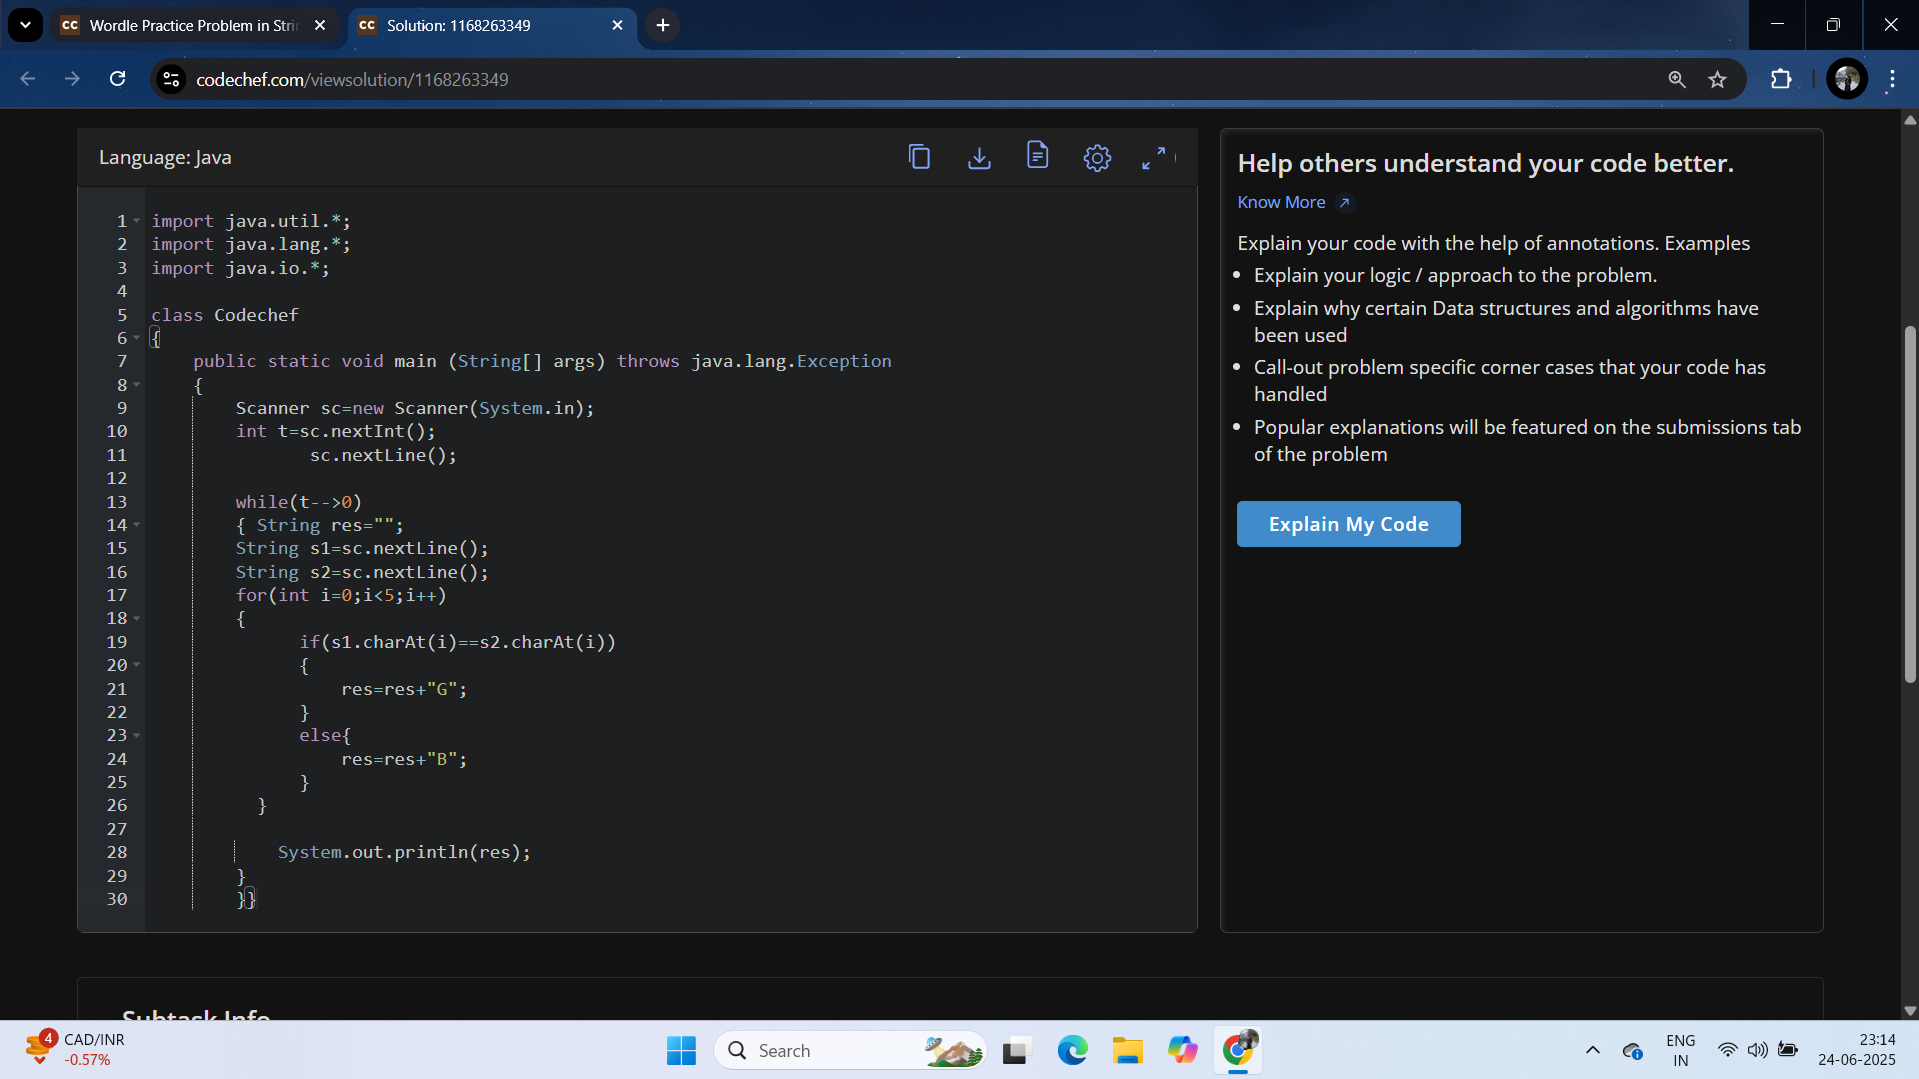 Wordle Practice Problem in Stri
Solution: 1168263349
codechef.com/viewsolution/1168263349
Language: Java
1 import java.util.*;
2 import java.lang.*;
3 import java.io.*;
4
5 class Codechef
6 {
7 public static void main (String[] args) throws java.lang.Exception
8 {
9 Scanner sc=new Scanner(System.in);
10 int t=sc.nextInt();
11 sc.nextLine();
12
13 while(t-->0)
14 { String res="";
15 String s1=sc.nextLine();
16 String s2=sc.nextLine();
17 for(int i=0;i<5;i++)
18 {
19 if(s1.charAt(i)==s2.charAt(i))
20 {
21 res=res+"G";
22 }
23 else{
24 res=res+"B";
25 }
26 }
27
28 System.out.println(res);
29 }
30 }}
Help others understand your code better.
Know More
Explain your code with the help of annotations. Examples
• Explain your logic / approach to the problem.
• Explain why certain Data structures and algorithms have
been used
• Call-out problem specific corner cases that your code has
handled
• Popular explanations will be featured on the submissions tab
of the problem
Explain My Code
Subtask Info
4
CAD/INR
-0.57%
Search
ENG
IN
23:14
24-06-2025